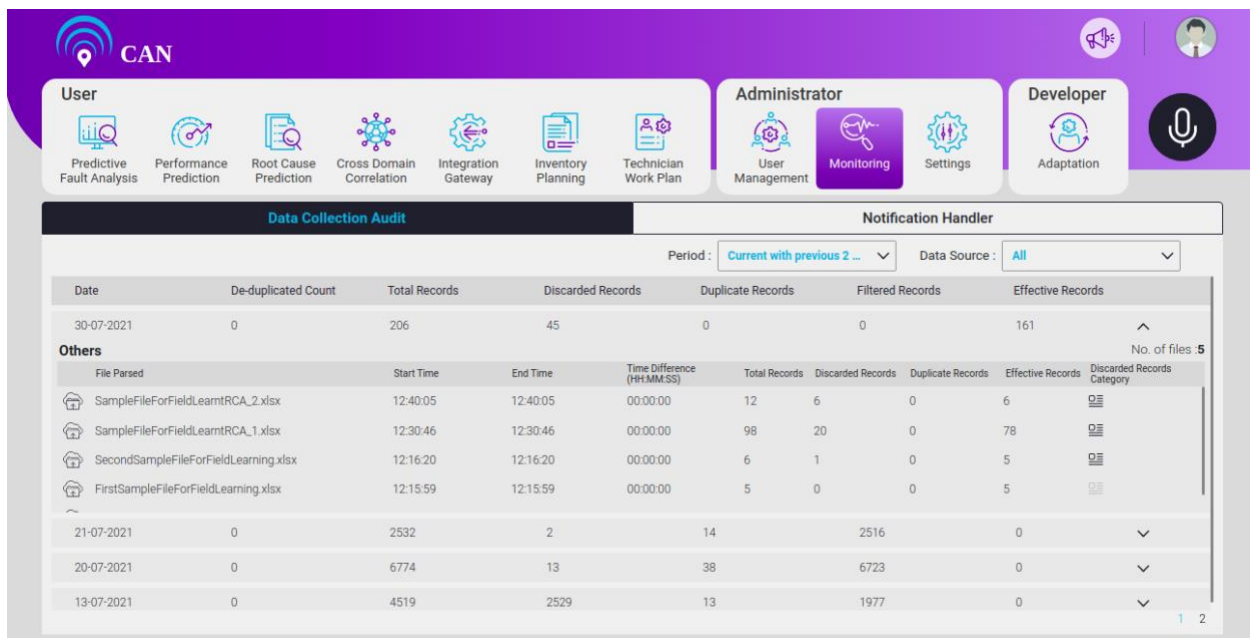 CAN
User
Administrator
Developer
Predictive Fault Analysis
Performance Prediction
Root Cause Prediction
Cross Domain Correlation
Integration Gateway
Inventory Planning
Technician Work Plan
User Management
Monitoring
Settings
Adaptation
Data Collection Audit
Notification Handler
Period : Current with previous 2 ... Data Source : All
Date De-duplicated Count Total Records Discarded Records Duplicate Records Filtered Records Effective Records
30-07-2021 0 206 45 0 0 161
Others No. of files :5
File Parsed Start Time End Time Time Difference (HH:MM:SS) Total Records Discarded Records Duplicate Records Effective Records Discarded Records Category
SampleFileForFieldLearntRCA_2.xlsx 12:40:05 12:40:05 00:00:00 12 6 0 6
SampleFileForFieldLearntRCA_1.xlsx 12:30:46 12:30:46 00:00:00 98 20 0 78
SecondSampleFileForFieldLearning.xlsx 12:16:20 12:16:20 00:00:00 6 1 0 5
FirstSampleFileForFieldLearning.xlsx 12:15:59 12:15:59 00:00:00 5 0 0 5
21-07-2021 0 2532 2 14 2516 0
20-07-2021 0 6774 13 38 6723 0
13-07-2021 0 4519 2529 13 1977 0
1 2